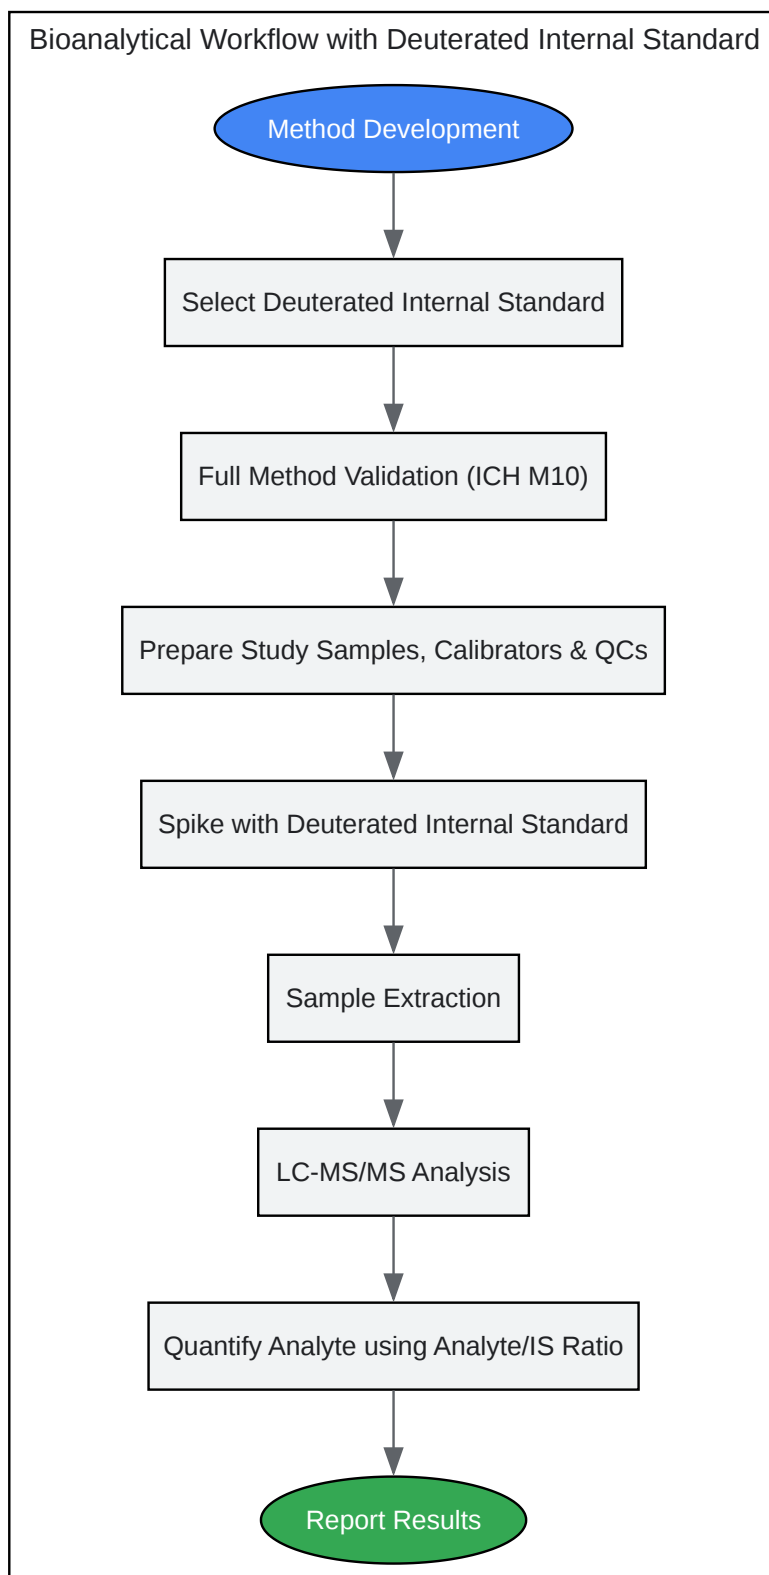 Bioanalytical Workflow with Deuterated Internal Standard
Method Development
Select Deuterated Internal Standard
Full Method Validation (ICH M10)
Prepare Study Samples, Calibrators & QCs
Spike with Deuterated Internal Standard
Sample Extraction
LC-MS/MS Analysis
Quantify Analyte using Analyte/IS Ratio
Report Results